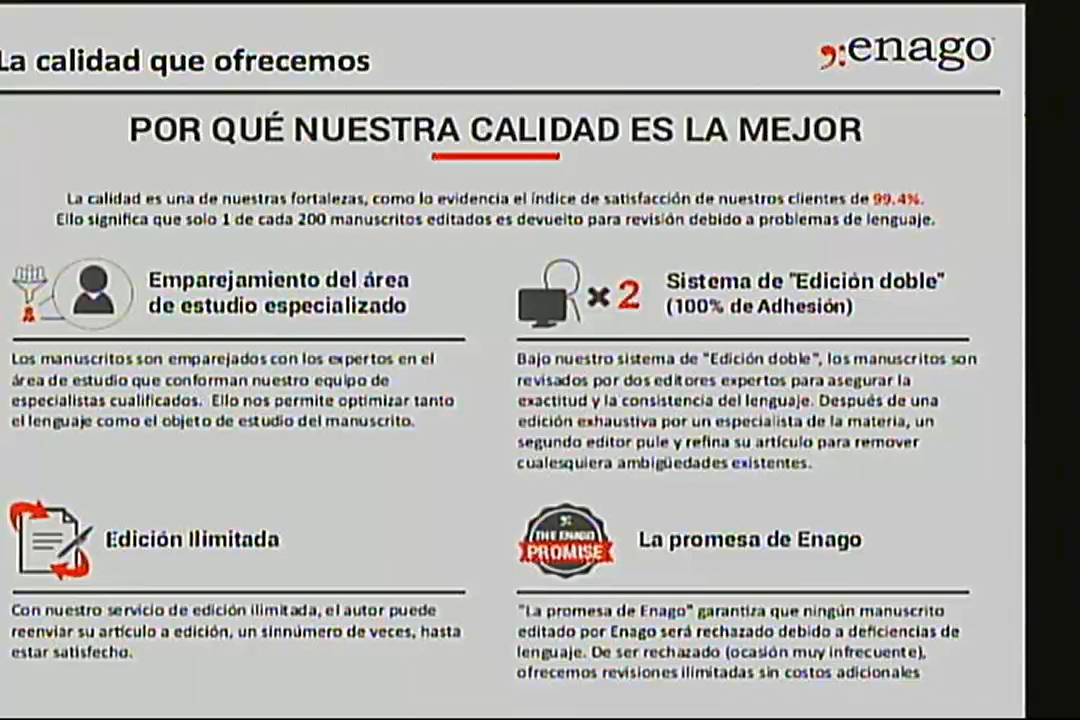 La calidad que ofrecemos
enago
POR QUÉ NUESTRA CALIDAD ES LA MEJOR
La calidad es una de nuestras fortalezas, como lo evidencia el índice de satisfacción de nuestros clientes de 99.4%.
Ello significa que solo 1 de cada 200 manuscritos editados es devuelto para revisión debido a problemas de lenguaje.
Emparejamiento del área
de estudio especializado
Los manuscritos son emparejados con los expertos en el
área de estudio que conforman nuestro equipo de
especialistas cualificados. Ello nos permite optimizar tanto
el lenguaje como el objeto de estudio del manuscrito.
x 2
Sistema de "Edición doble"
(100% de Adhesión)
Bajo nuestro sistema de "Edición doble", los manuscritos son
revisados por dos editores expertos para asegurar la
exactitud y la consistencia del lenguaje. Después de una
edición exhaustiva por un especialista de la materia, un
segundo editor pule y refina su artículo para remover
cualesquiera ambigüedades existentes.
Edición Ilimitada
Con nuestro servicio de edición ilimitada, el autor puede
reenviar su artículo a edición, un sinnúmero de veces, hasta
estar satisfecho.
THE ENAGO
PROMISE
La promesa de Enago
"La promesa de Enago" garantiza que ningún manuscrito
editado por Enago será rechazado debido a deficiencias de
lenguaje. De ser rechazado (ocasión muy infrecuente),
ofrecemos revisiones ilimitadas sin costos adicionales